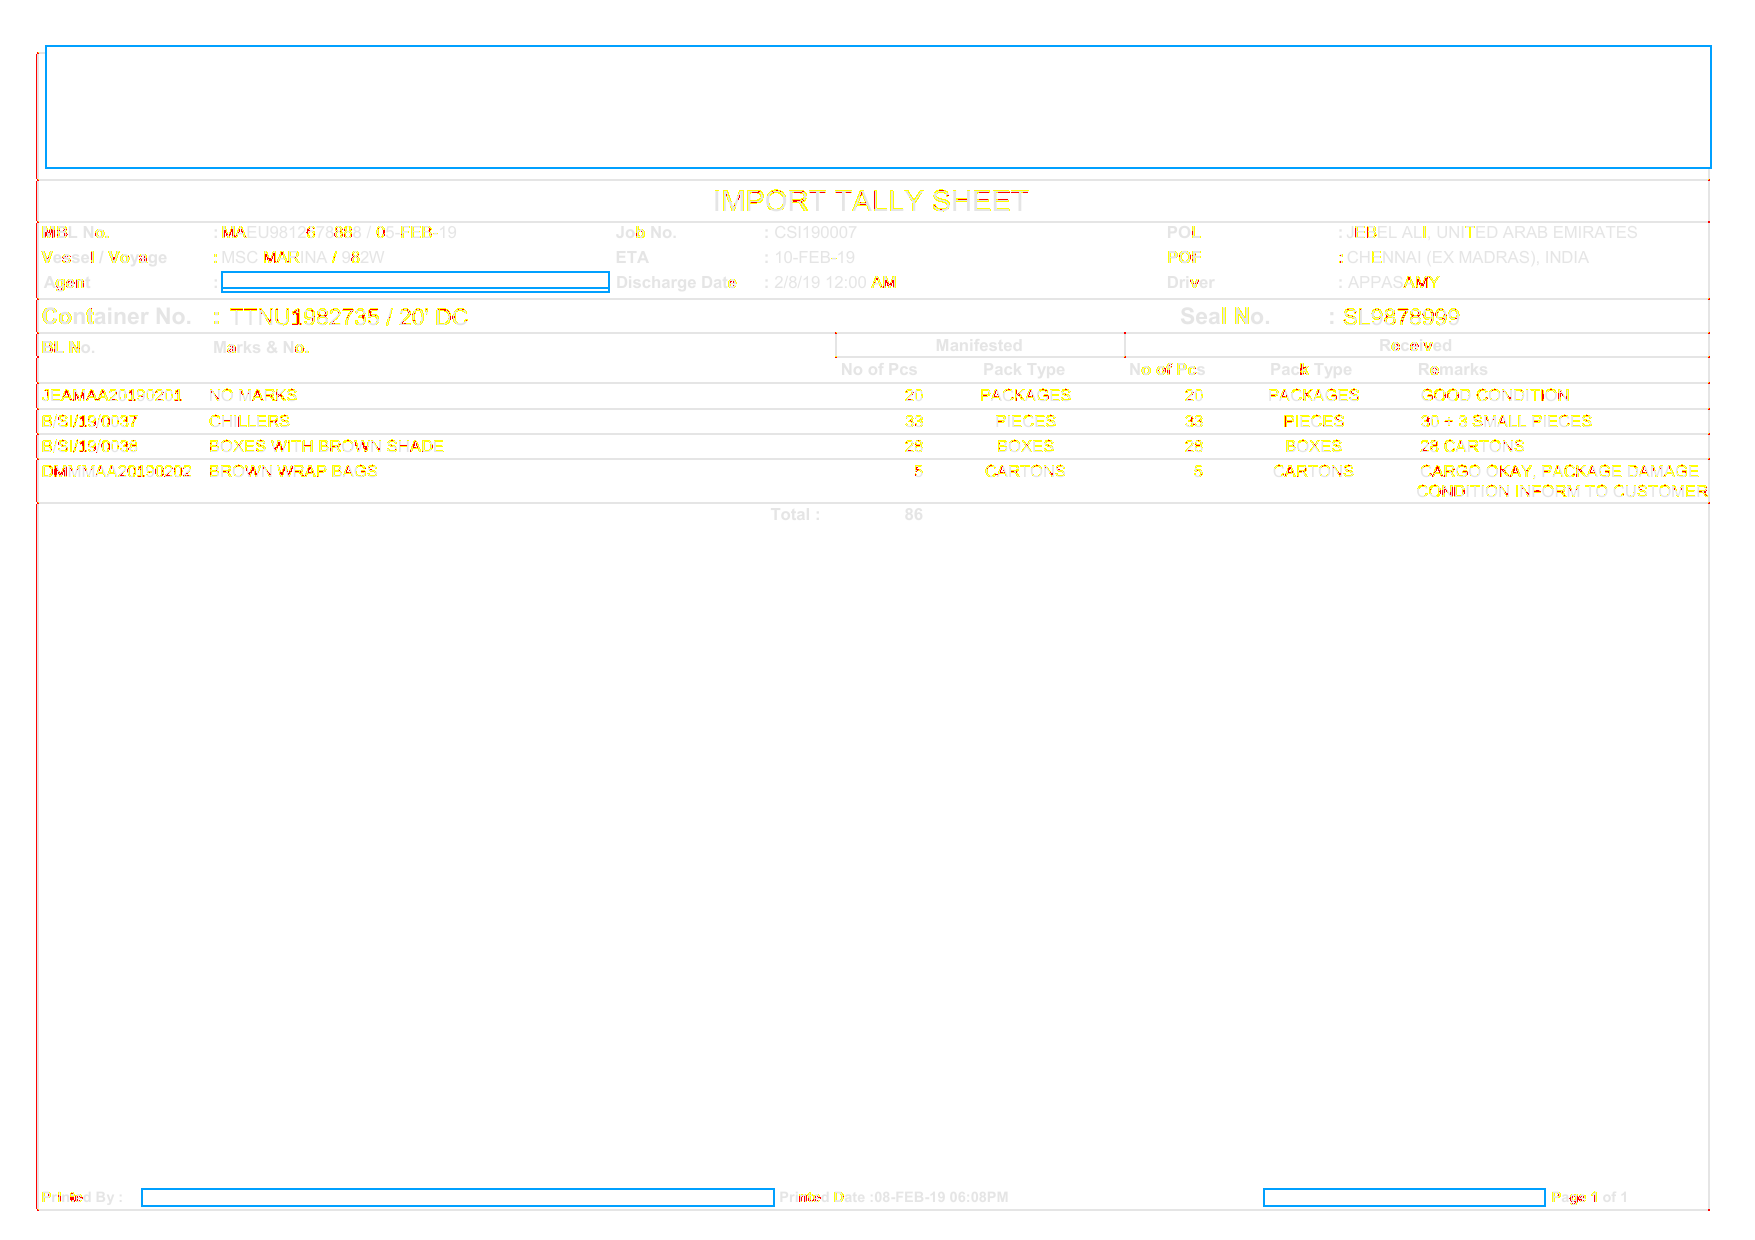 IMPORT TALLY SHEET
MBL No. : MAEU9812678888 / 05-FEB-19 Job No. : CSI190007 POL : JEBEL ALI, UNITED ARAB EMIRATES
Vessel / Voyage : MSC MARINA / 982W ETA : 10-FEB-19 POF : CHENNAI (EX MADRAS), INDIA
Agent : Discharge Date : 2/8/19 12:00 AM Driver : APPASAMY
Container No. : TTNU1982735 / 20' DC Seal No. : SL9878999
BL No. Marks & No. Manifested Received
No of Pcs Pack Type No of Pcs Pack Type Remarks
JEAMAA20190201 NO MARKS 20 PACKAGES 20 PACKAGES GOOD CONDITION
B/SI/19/0037 CHILLERS 33 PIECES 33 PIECES 30 + 3 SMALL PIECES
B/SI/19/0038 BOXES WITH BROWN SHADE 28 BOXES 28 BOXES 28 CARTONS
DMMMAA20190202 BROWN WRAP BAGS 5 CARTONS 5 CARTONS CARGO OKAY, PACKAGE DAMAGE
CONDITION INFORM TO CUSTOMER
Total : 86
Printed By : Printed Date :08-FEB-19 06:08PM Page 1 of 1